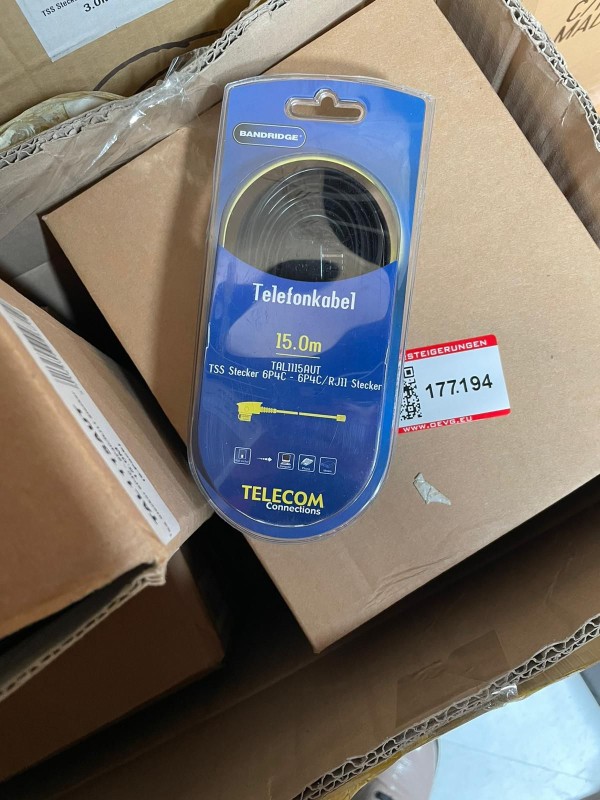 TSS Stecker
3.0m
BANDRIDGE®
Telefonkabel
15.0m
TAL1115AUT
TSS Stecker 6P4C - 6P4C/RJ11 Stecker
TELECOM
Connections
STEIGERUNGEN
177.194
WWW.OEVG.EU